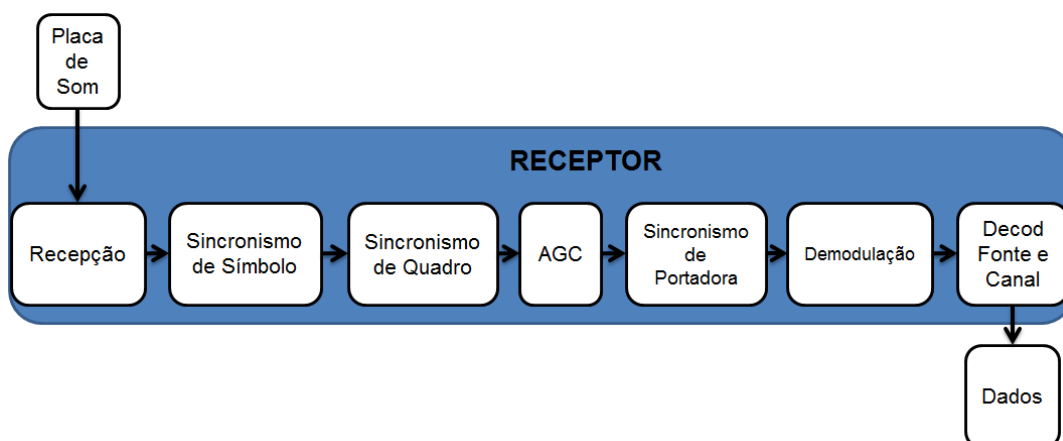 Placa
de
Som
RECEPTOR
Recepção
Sincronismo
de Símbolo
Sincronismo
de Quadro
AGC
Sincronismo
de
Portadora
Demodulação
Decod
Fonte e
Canal
Dados